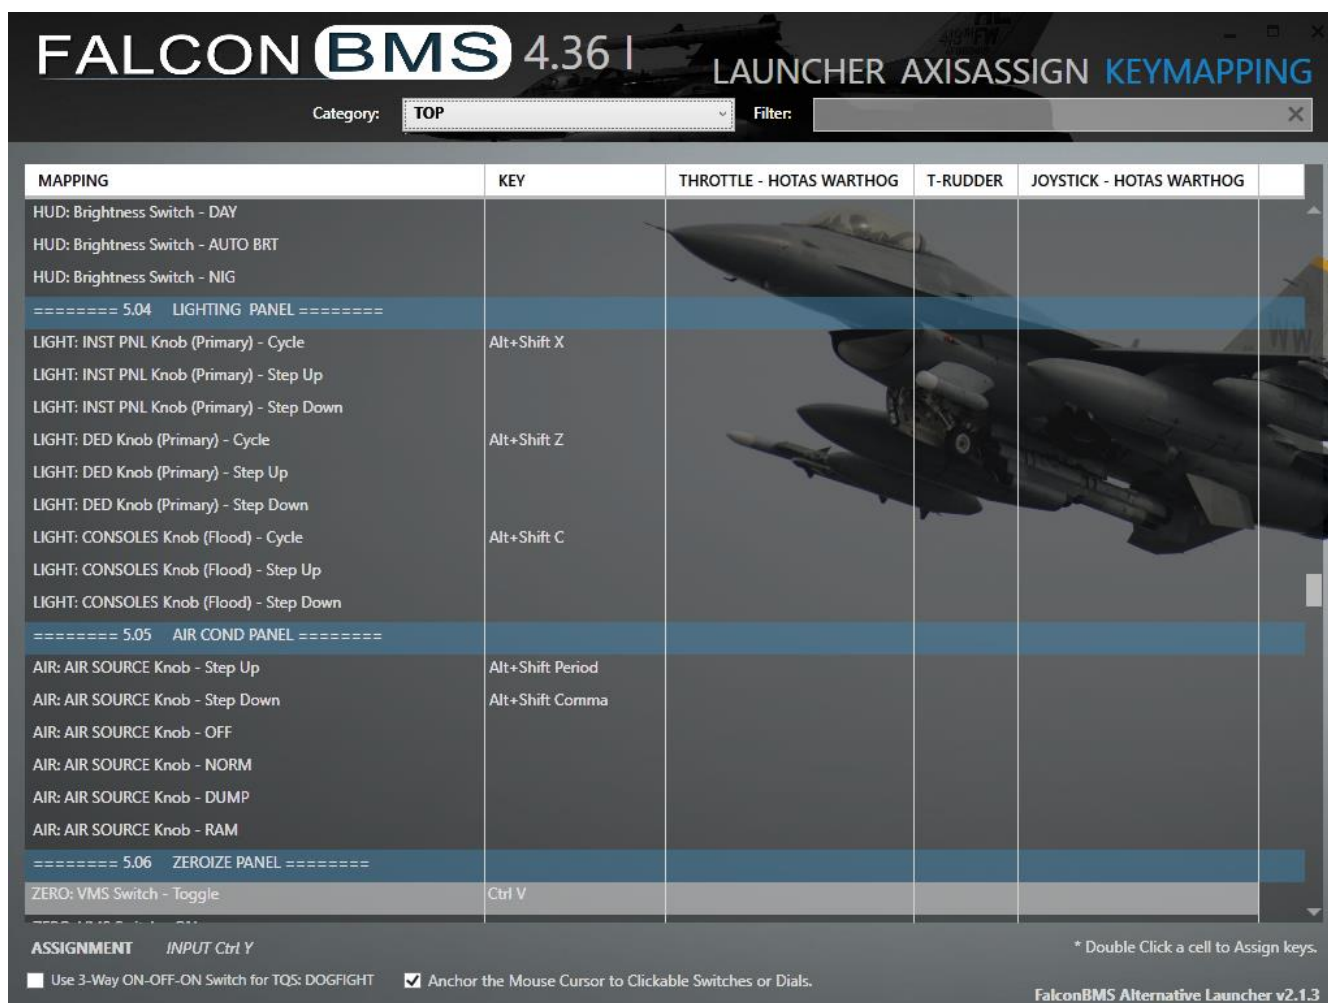 FALCON BMS 4.36 |
LAUNCHER AXISASSIGN KEYMAPPING
Category: TOP Filter:
MAPPING KEY THROTTLE - HOTAS WARTHOG T-RUDDER JOYSTICK - HOTAS WARTHOG
HUD: Brightness Switch - DAY
HUD: Brightness Switch - AUTO BRT
HUD: Brightness Switch - NIG
======== 5.04 LIGHTING PANEL ========
LIGHT: INST PNL Knob (Primary) - Cycle Alt+Shift X
LIGHT: INST PNL Knob (Primary) - Step Up
LIGHT: INST PNL Knob (Primary) - Step Down
LIGHT: DED Knob (Primary) - Cycle Alt+Shift Z
LIGHT: DED Knob (Primary) - Step Up
LIGHT: DED Knob (Primary) - Step Down
LIGHT: CONSOLES Knob (Flood) - Cycle Alt+Shift C
LIGHT: CONSOLES Knob (Flood) - Step Up
LIGHT: CONSOLES Knob (Flood) - Step Down
======== 5.05 AIR COND PANEL ========
AIR: AIR SOURCE Knob - Step Up Alt+Shift Period
AIR: AIR SOURCE Knob - Step Down Alt+Shift Comma
AIR: AIR SOURCE Knob - OFF
AIR: AIR SOURCE Knob - NORM
AIR: AIR SOURCE Knob - DUMP
AIR: AIR SOURCE Knob - RAM
======== 5.06 ZEROIZE PANEL ========
ZERO: VMS Switch - Toggle Ctrl V
ASSIGNMENT INPUT Ctrl Y * Double Click a cell to Assign keys.
Use 3-Way ON-OFF-ON Switch for TQS: DOGFIGHT Anchor the Mouse Cursor to Clickable Switches or Dials.
FalconBMS Alternative Launcher v2.1.3